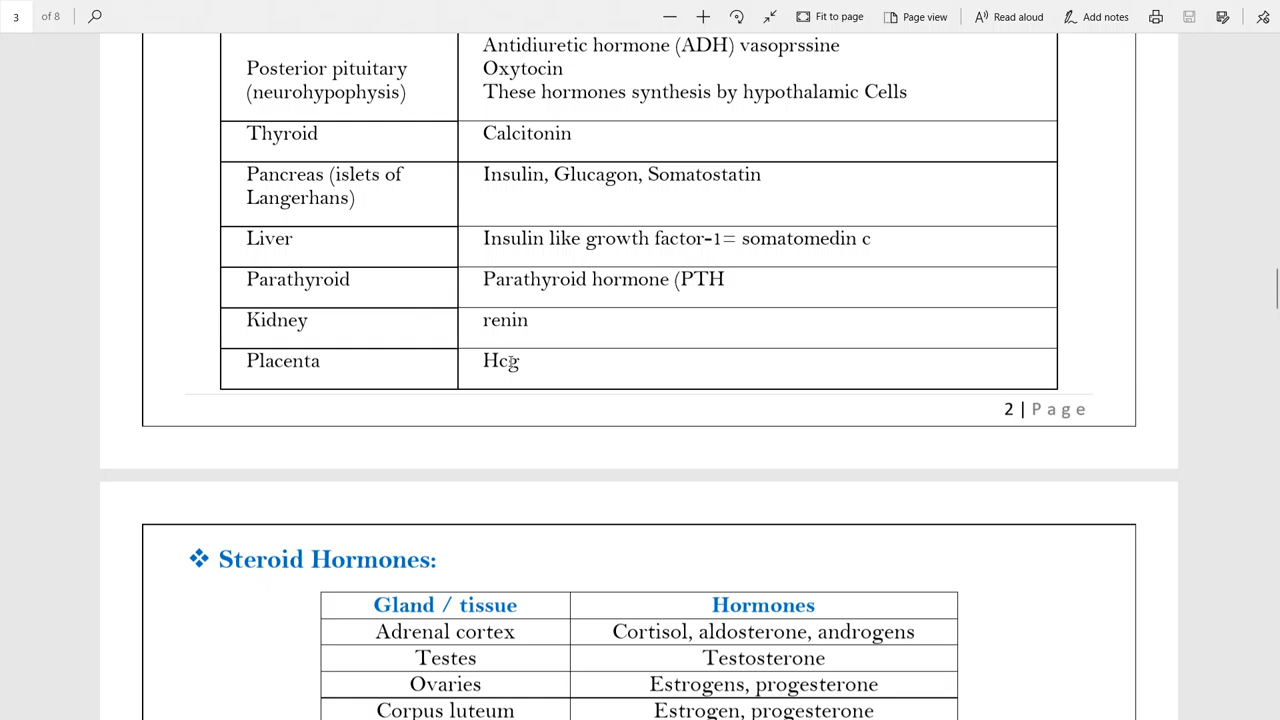 3 of 8 Fit to page Page view Read aloud Add notes
Antidiuretic hormone (ADH) vasoprssine
Posterior pituitary Oxytocin
(neurohypophysis) These hormones synthesis by hypothalamic Cells
Thyroid Calcitonin
Pancreas (islets of Insulin, Glucagon, Somatostatin
Langerhans)
Liver Insulin like growth factor-1= somatomedin c
Parathyroid Parathyroid hormone (PTH
Kidney renin
Placenta Hcg
2 | Page
❖ Steroid Hormones:
Gland / tissue Hormones
Adrenal cortex Cortisol, aldosterone, androgens
Testes Testosterone
Ovaries Estrogens, progesterone
Corpus luteum Estrogen, progesterone